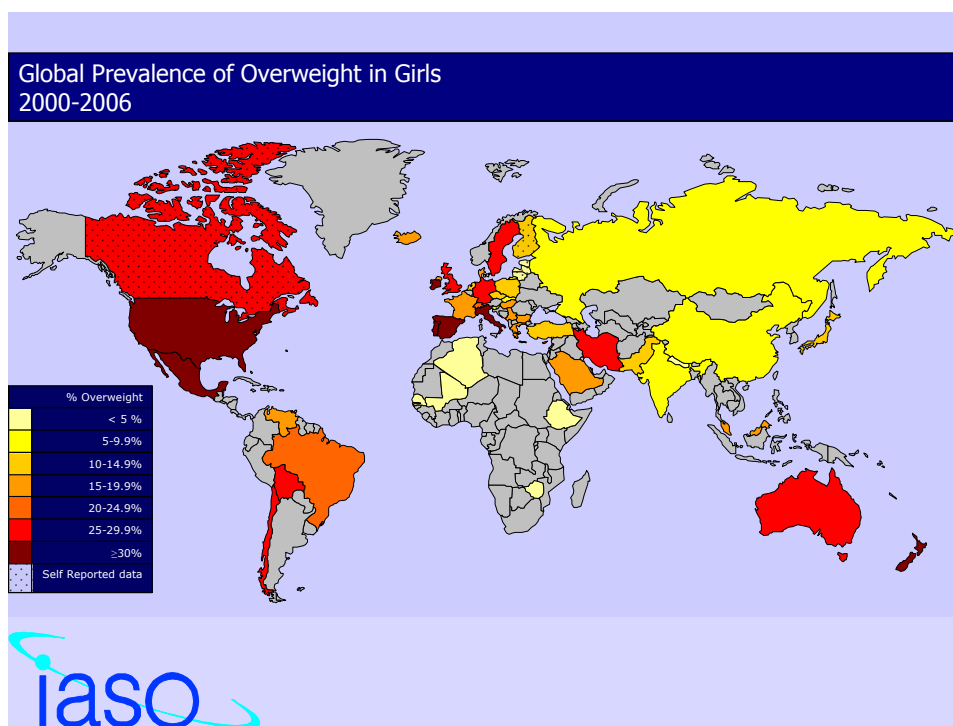 Global Prevalence of Overweight in Girls
2000-2006
% Overweight
< 5 %
5-9.9%
10-14.9%
15-19.9%
20-24.9%
25-29.9%
≥30%
Self Reported data
iaso